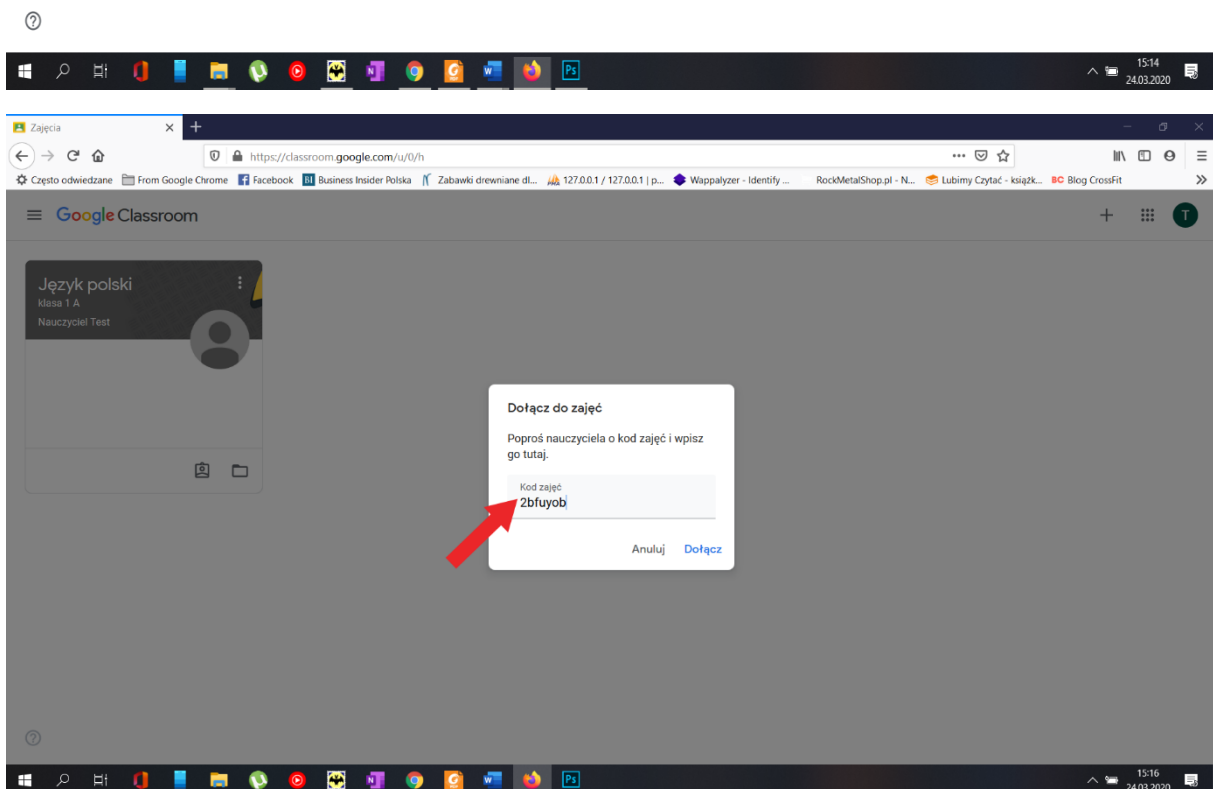 15:14
24.03.2020
Zajęcia
https://classroom.google.com/u/0/h
Często odwiedzane From Google Chrome Facebook BI Business Insider Polska Zabawki drewniane dl... 127.0.0.1 / 127.0.0.1 | p... Wappalyzer - Identify ... RockMetalShop.pl - N... Lubimy Czytać - książk... BC Blog CrossFit
Google Classroom
T
Język polski
klasa 1 A
Nauczyciel Test
Dołącz do zajęć
Poproś nauczyciela o kod zajęć i wpisz
go tutaj.
Kod zajęć
2bfuyob
Anuluj Dołącz
15:16
24.03.2020